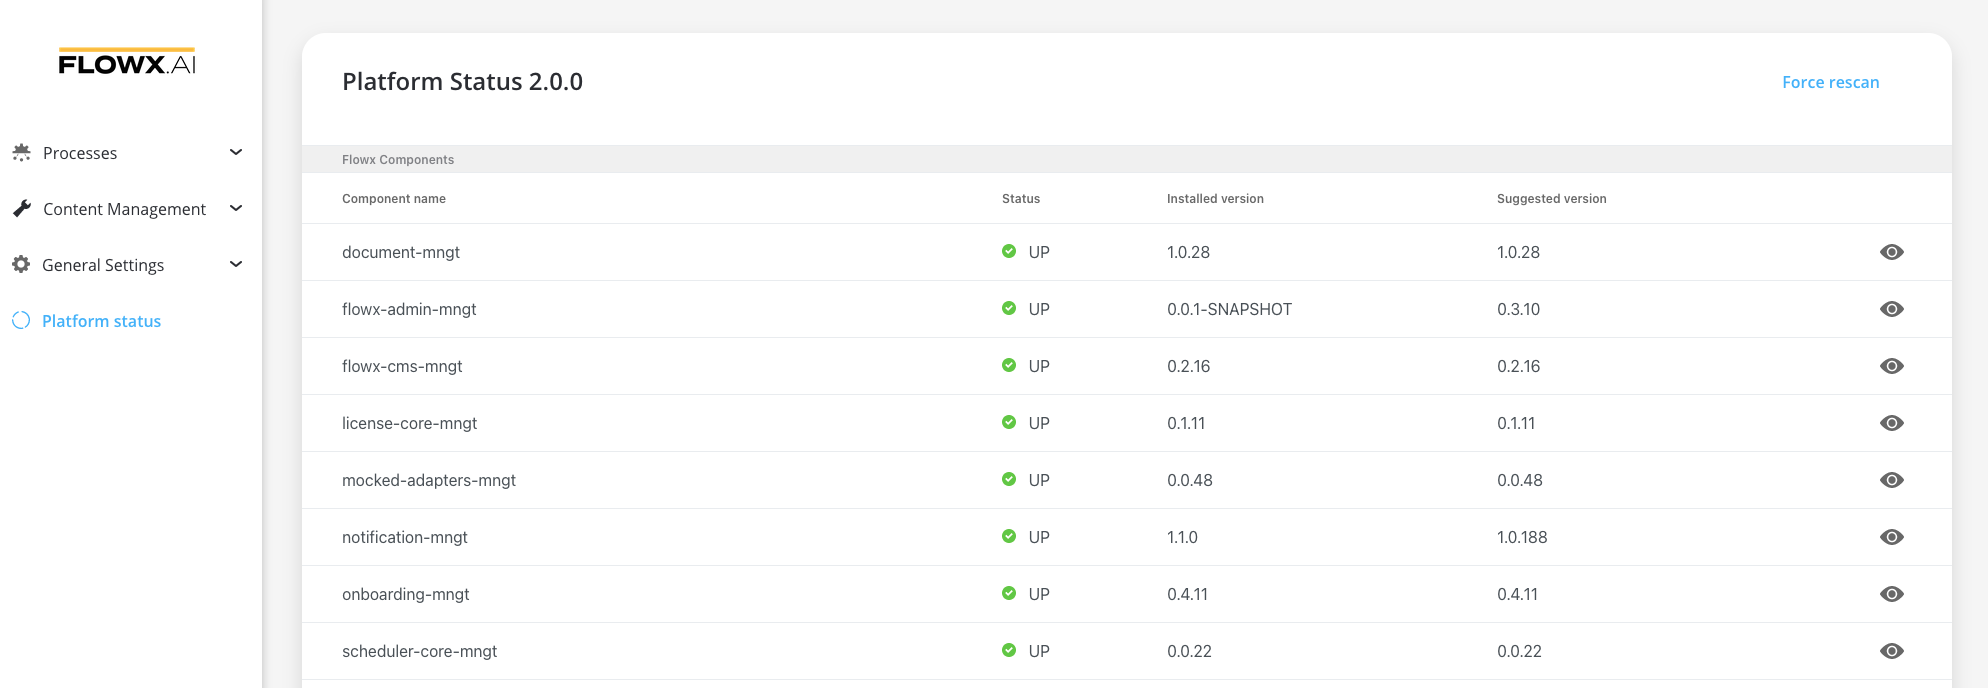 FLOWX.AI
Processes
Content Management
General Settings
Platform status
Platform Status 2.0.0 Force rescan
Flowx Components
Component name Status Installed version Suggested version
document-mngt UP 1.0.28 1.0.28
flowx-admin-mngt UP 0.0.1-SNAPSHOT 0.3.10
flowx-cms-mngt UP 0.2.16 0.2.16
license-core-mngt UP 0.1.11 0.1.11
mocked-adapters-mngt UP 0.0.48 0.0.48
notification-mngt UP 1.1.0 1.0.188
onboarding-mngt UP 0.4.11 0.4.11
scheduler-core-mngt UP 0.0.22 0.0.22